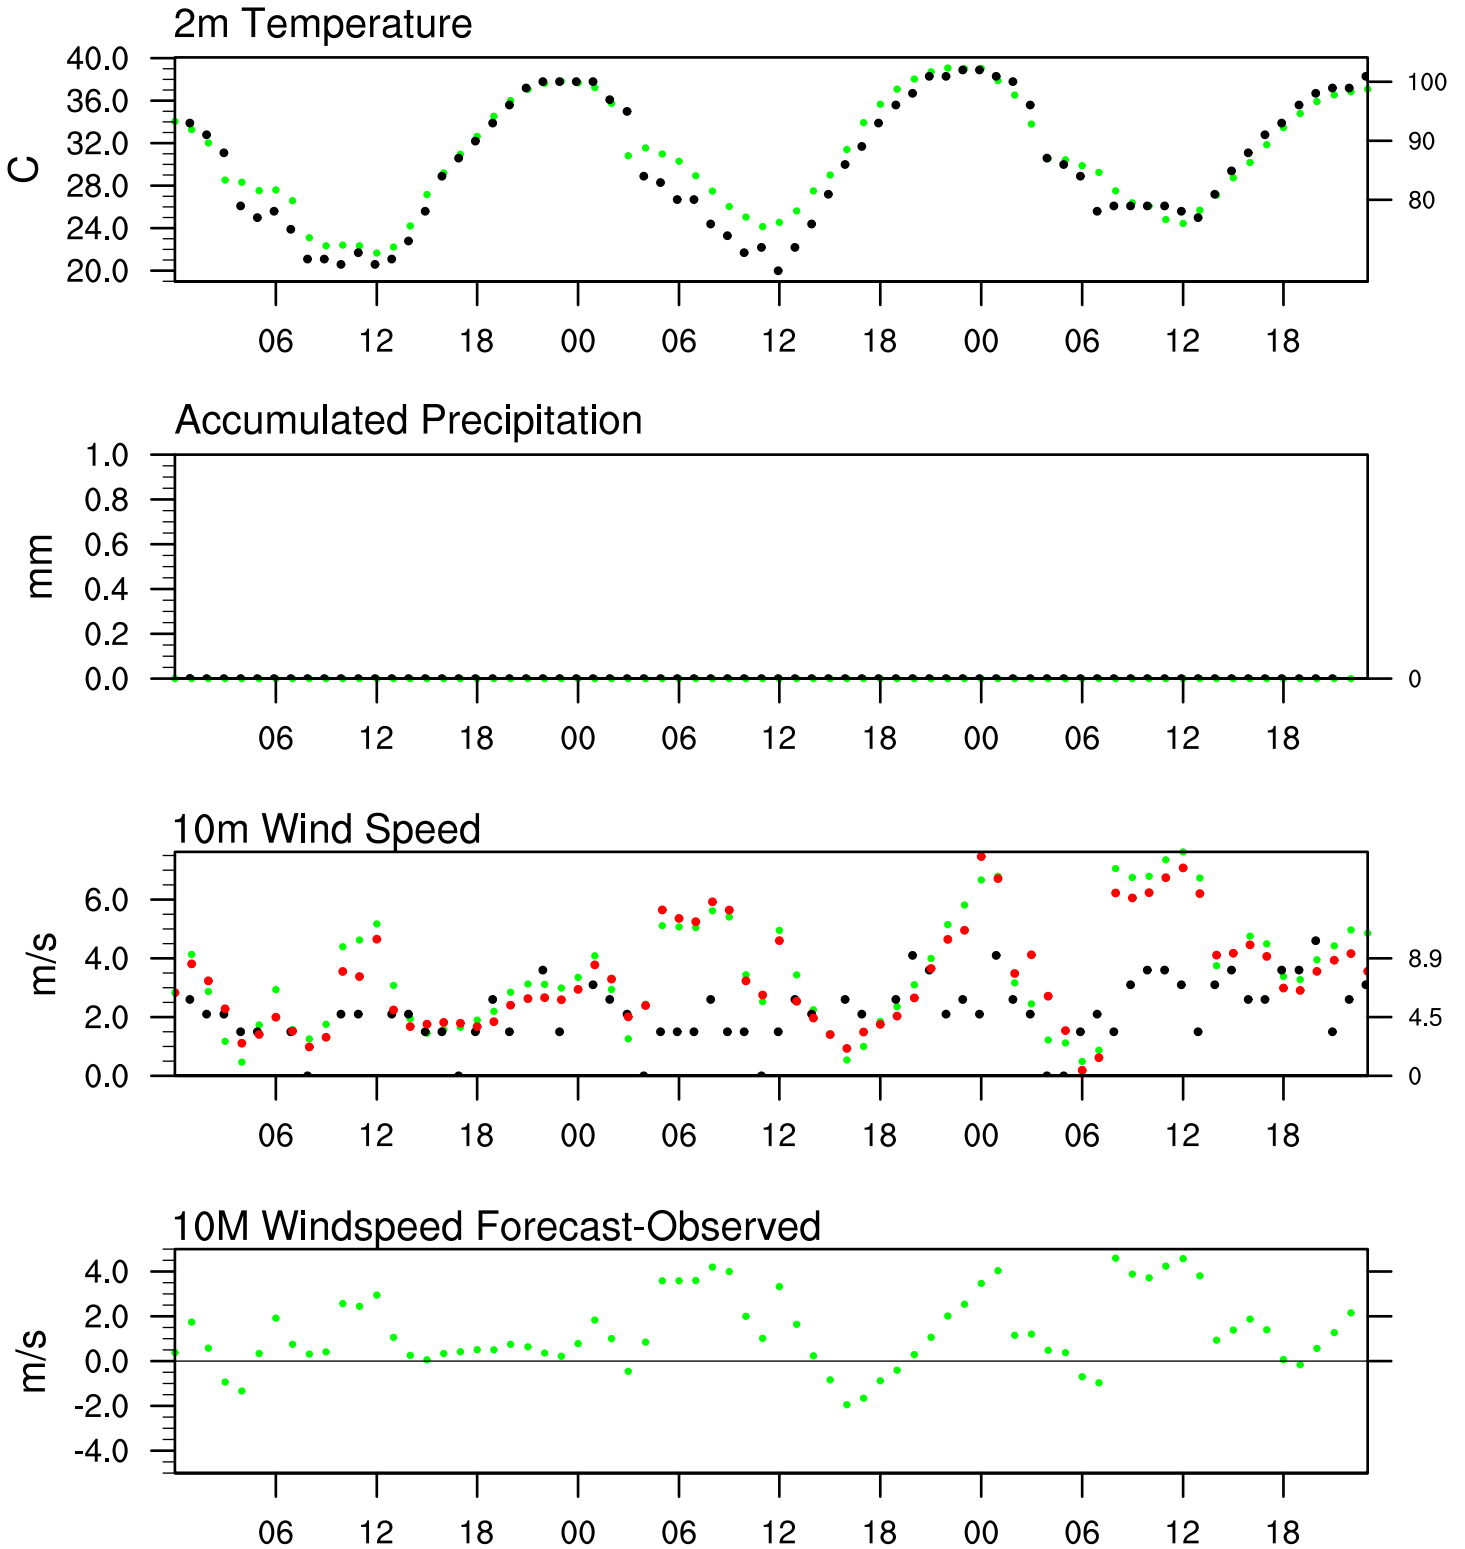 2m Temperature
40.0
36.0
32.0
28.0
24.0
20.0
C
100
90
80
06 12 18 00 06 12 18 00 06 12 18
Accumulated Precipitation
1.0
0.8
0.6
0.4
0.2
0.0
mm
0
06 12 18 00 06 12 18 00 06 12 18
10m Wind Speed
6.0
4.0
2.0
0.0
m/s
8.9
4.5
0
06 12 18 00 06 12 18 00 06 12 18
10M Windspeed Forecast-Observed
4.0
2.0
0.0
-2.0
-4.0
m/s
06 12 18 00 06 12 18 00 06 12 18